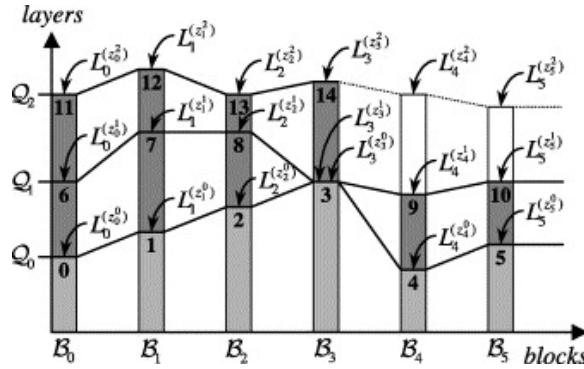 layers
L_0^{(z_0^2)} L_1^{(z_1^2)} L_2^{(z_2^2)} L_3^{(z_3^2)} L_4^{(z_4^2)} L_5^{(z_5^2)}
Q_2 11 12 13 14
L_0^{(z_0^1)} L_1^{(z_1^1)} L_2^{(z_2^1)} L_3^{(z_3^1)} L_4^{(z_4^1)} L_5^{(z_5^1)}
Q_1 6 7 8 3 9 10
L_0^{(z_0^0)} L_1^{(z_1^0)} L_2^{(z_2^0)} L_3^{(z_3^0)} L_4^{(z_4^0)} L_5^{(z_5^0)}
Q_0 0 1 2 4 5
B_0 B_1 B_2 B_3 B_4 B_5 blocks